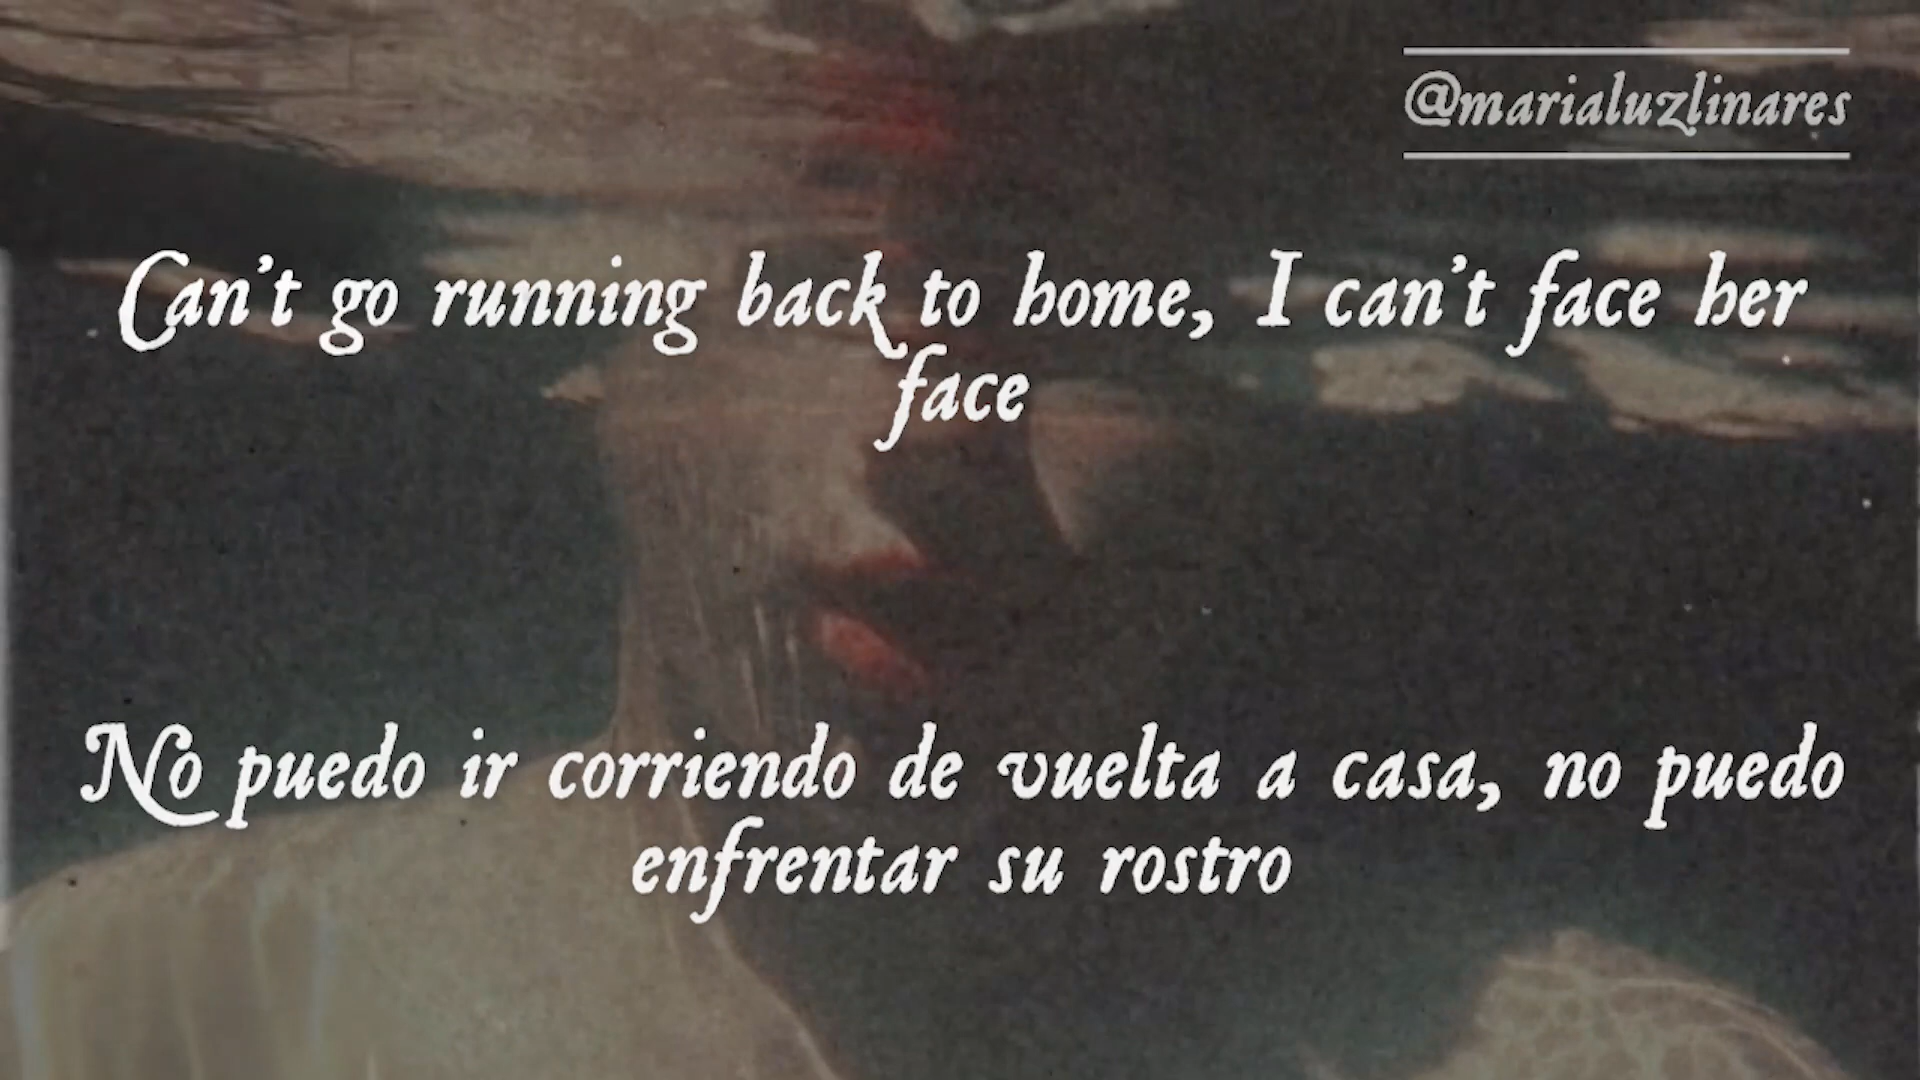 @marialuzlinares
Can't go running back to home, I can't face her
face
No puedo ir corriendo de vuelta a casa, no puedo
enfrentar su rostro